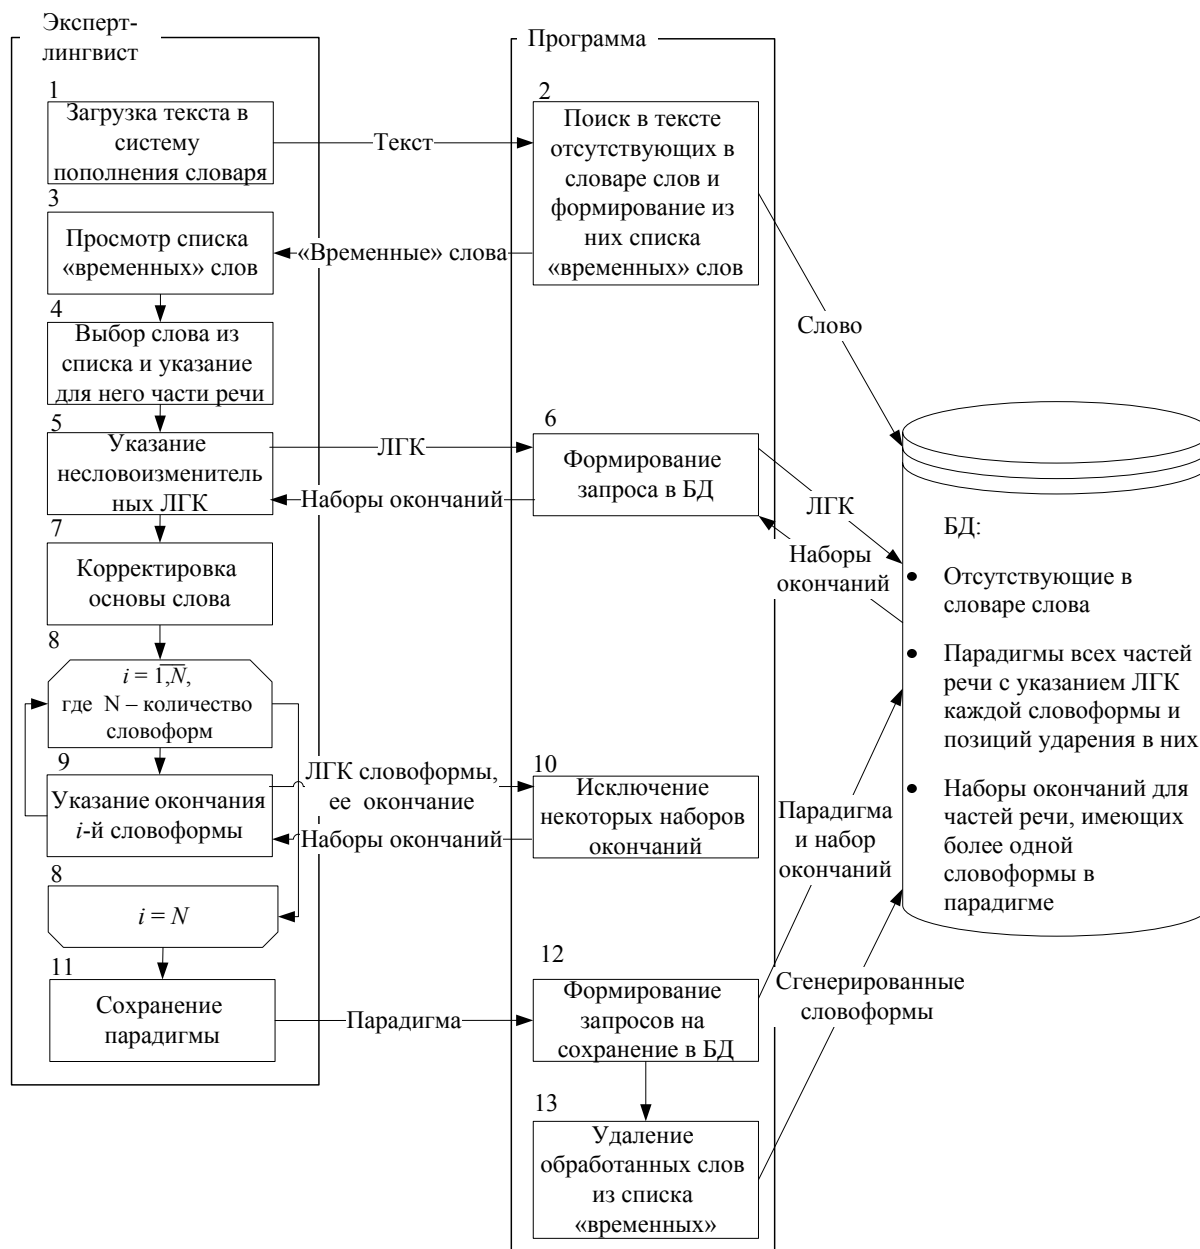 Эксперт-
лингвист
Программа
1
Загрузка текста в
систему
пополнения словаря
Текст
2
Поиск в тексте
отсутствующих в
словаре слов и
формирование из
них списка
«временных» слов
3
Просмотр списка
«временных» слов
«Временные» слова
Слово
4
Выбор слова из
списка и указание
для него части речи
5
Указание
несловоизменитель
ных ЛГК
ЛГК
Наборы окончаний
6
Формирование
запроса в БД
ЛГК
Наборы
окончаний
7
Корректировка
основы слова
8
i = 1,N,
где N – количество
словоформ
9
Указание окончания
i-й словоформы
ЛГК словоформы,
ее окончание
Наборы окончаний
10
Исключение
некоторых наборов
окончаний
8
i = N
11
Сохранение
парадигмы
Парадигма
12
Формирование
запросов на
сохранение в БД
Парадигма
и набор
окончаний
13
Удаление
обработанных слов
из списка
«временных»
Сгенерированные
словоформы
БД:
• Отсутствующие в
словаре слова
• Парадигмы всех частей
речи с указанием ЛГК
каждой словоформы и
позиций ударения в них
• Наборы окончаний для
частей речи, имеющих
более одной
словоформы в
парадигме